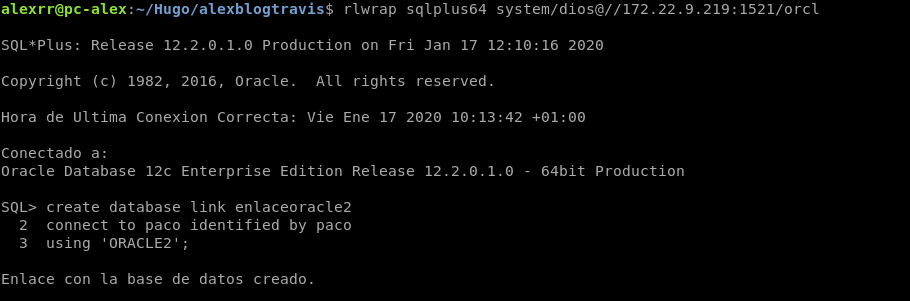 alexrr@pc-alex:~/Hugo/alexblogtravis$ rlwrap sqlplus64 system/dios@//172.22.9.219:1521/orcl
SQL*Plus: Release 12.2.0.1.0 Production on Fri Jan 17 12:10:16 2020
Copyright (c) 1982, 2016, Oracle.  All rights reserved.
Hora de Ultima Conexion Correcta: Vie Ene 17 2020 10:13:42 +01:00
Conectado a:
Oracle Database 12c Enterprise Edition Release 12.2.0.1.0 - 64bit Production
SQL> create database link enlaceoracle2
  2  connect to paco identified by paco
  3  using 'ORACLE2';
Enlace con la base de datos creado.